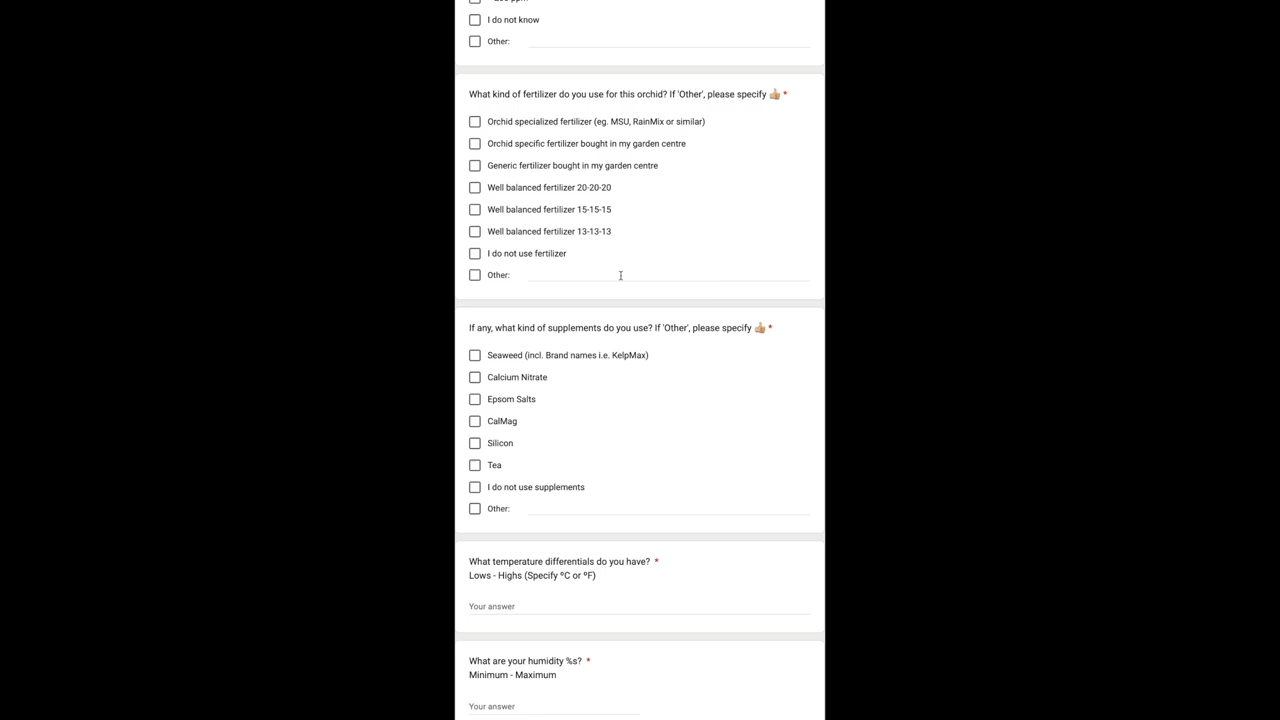 I do not know
Other:
What kind of fertilizer do you use for this orchid? If 'Other', please specify 👍🏼 *
Orchid specialized fertilizer (eg. MSU, RainMix or similar)
Orchid specific fertilizer bought in my garden centre
Generic fertilizer bought in my garden centre
Well balanced fertilizer 20-20-20
Well balanced fertilizer 15-15-15
Well balanced fertilizer 13-13-13
I do not use fertilizer
Other:
If any, what kind of supplements do you use? If 'Other', please specify 👍🏼 *
Seaweed (incl. Brand names i.e. KelpMax)
Calcium Nitrate
Epsom Salts
CalMag
Silicon
Tea
I do not use supplements
Other:
What temperature differentials do you have? *
Lows - Highs (Specify ºC or ºF)
Your answer
What are your humidity %s? *
Minimum - Maximum
Your answer